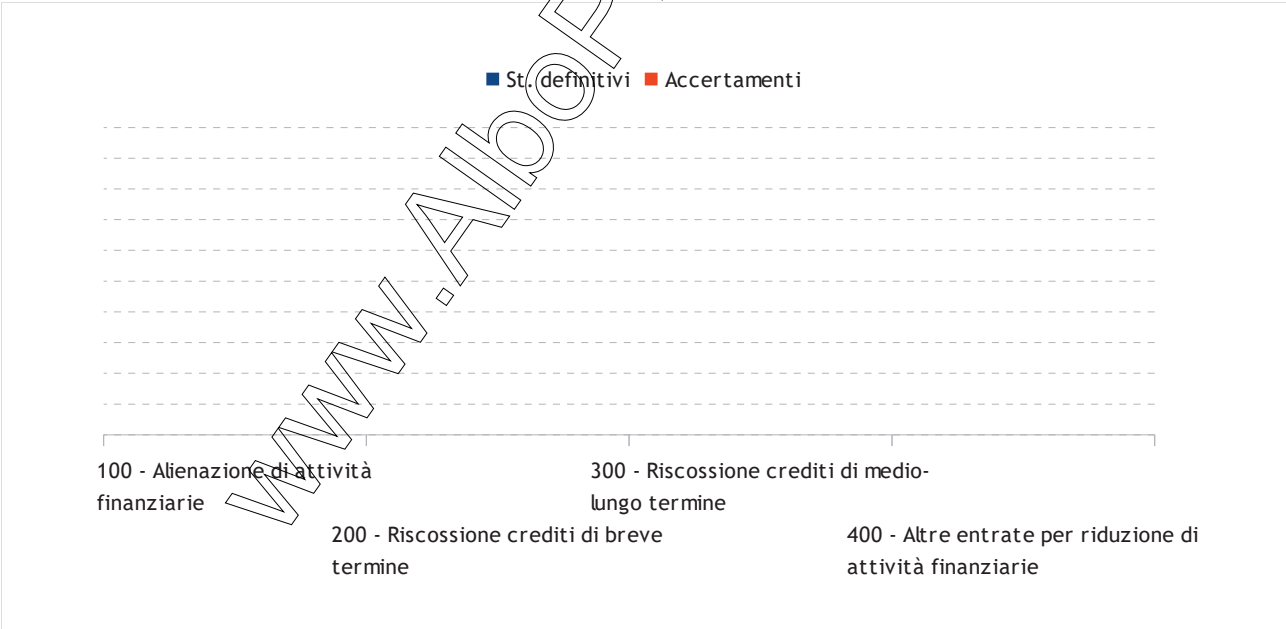 St. definitivi Accertamenti
100 - Alienazione di attività
finanziarie
200 - Riscossione crediti di breve
termine
300 - Riscossione crediti di medio-
lungo termine
400 - Altre entrate per riduzione di
attività finanziarie
www.AlboP